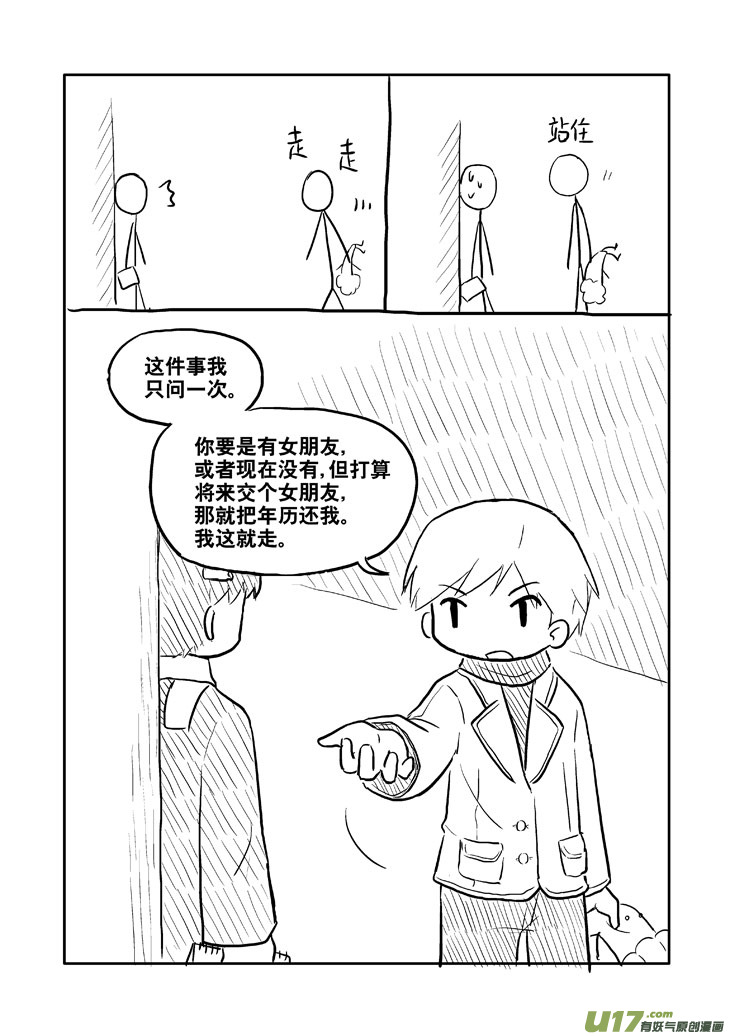 走
走
站住
这件事我
只问一次。
你要是有女朋友,
或者现在没有,但打算
将来交个女朋友,
那就把年历还我。
我这就走。
U17.com
有妖气原创漫画